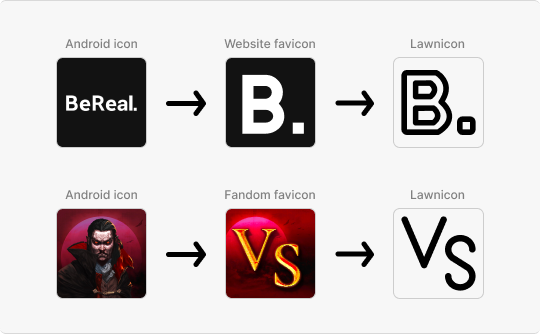 Android icon
Website favicon
Lawnicon
BeReal.
B.
B.
Android icon
Fandom favicon
Lawnicon
VS
VS